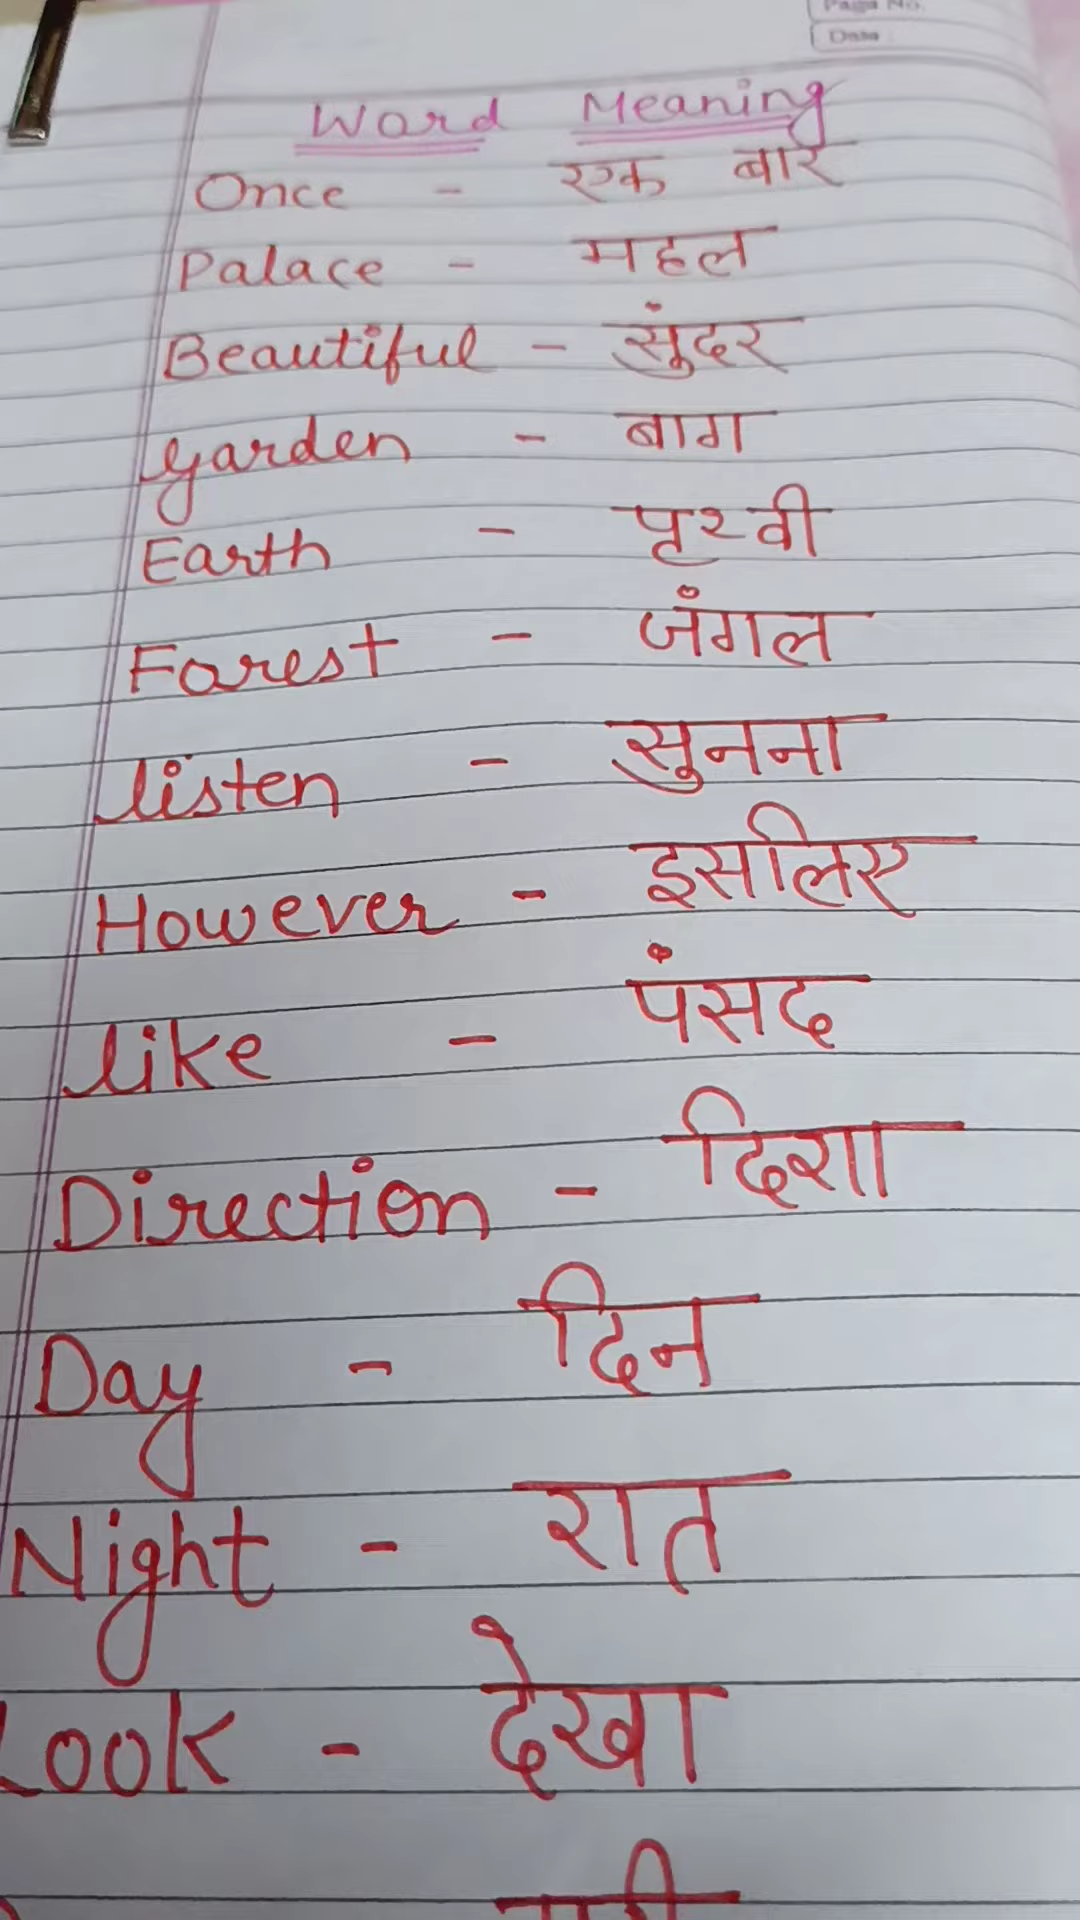 Page No.
Date
Word Meaning
Once - एक बार
Palace - महल
Beautiful - सुंदर
garden - बाग
Earth - पृथ्वी
Forest - जंगल
listen - सुनना
However - इसलिए
like - पंसद
Direction - दिशा
Day - दिन
Night - रात
Look - देखा